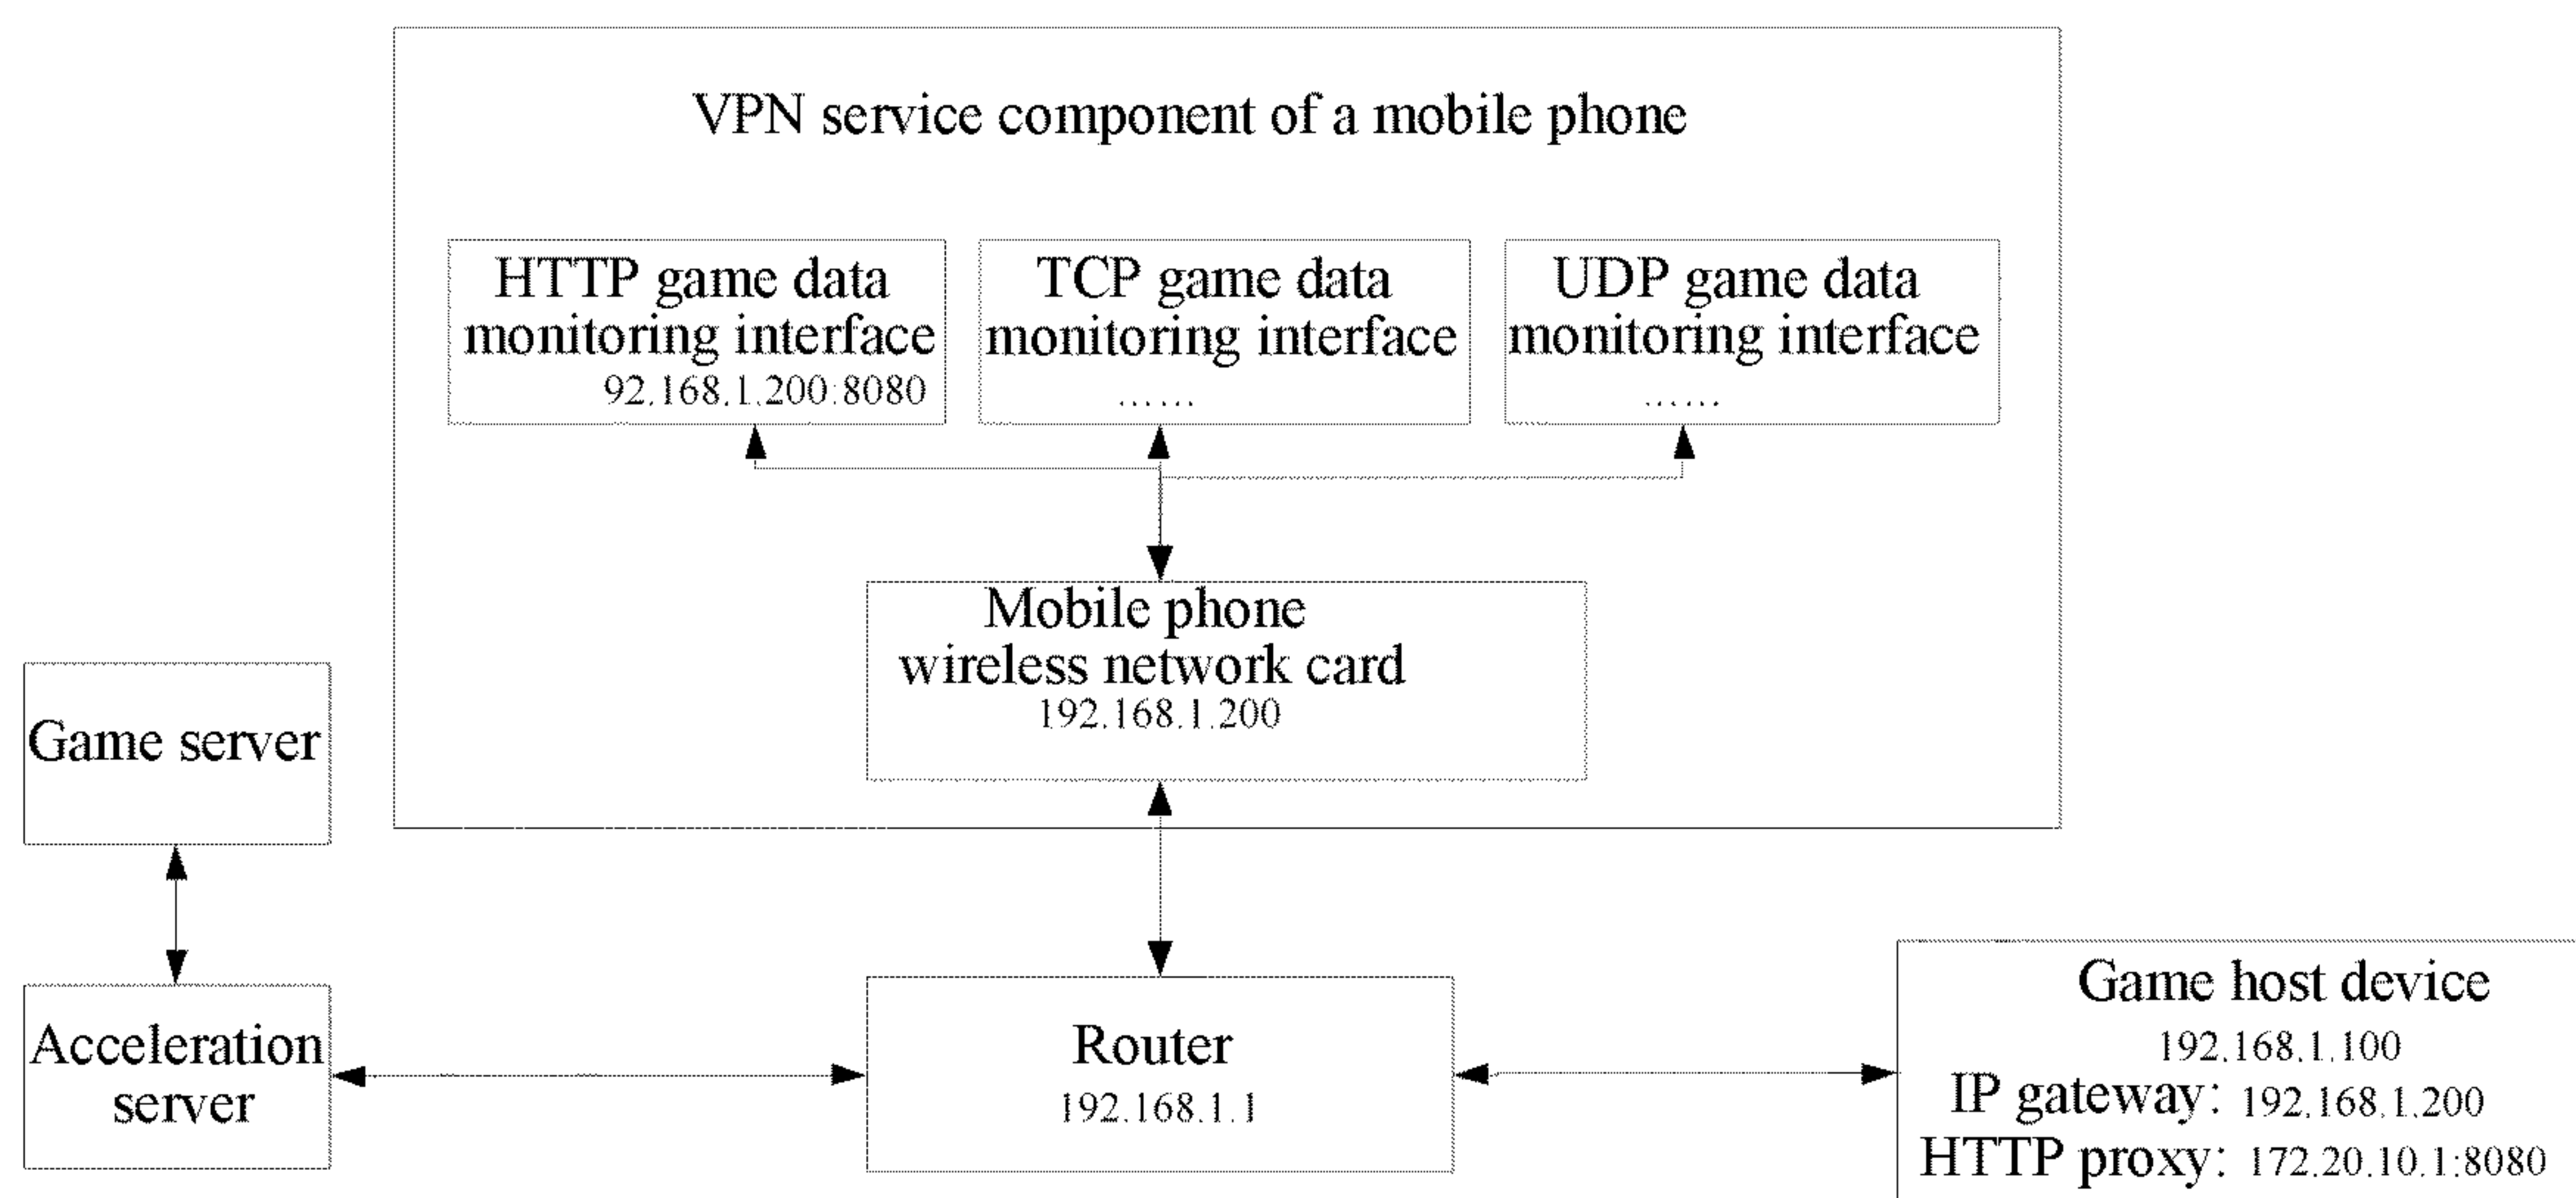 VPN service component of a mobile phone
HTTP game data
monitoring interface
92.168.1.200:8080
TCP game data
monitoring interface
......
UDP game data
monitoring interface
......
Mobile phone
wireless network card
192.168.1.200
Game server
Acceleration
server
Router
192.168.1.1
Game host device
192.168.1.100
IP gateway: 192.168.1.200
HTTP proxy: 172.20.10.1:8080